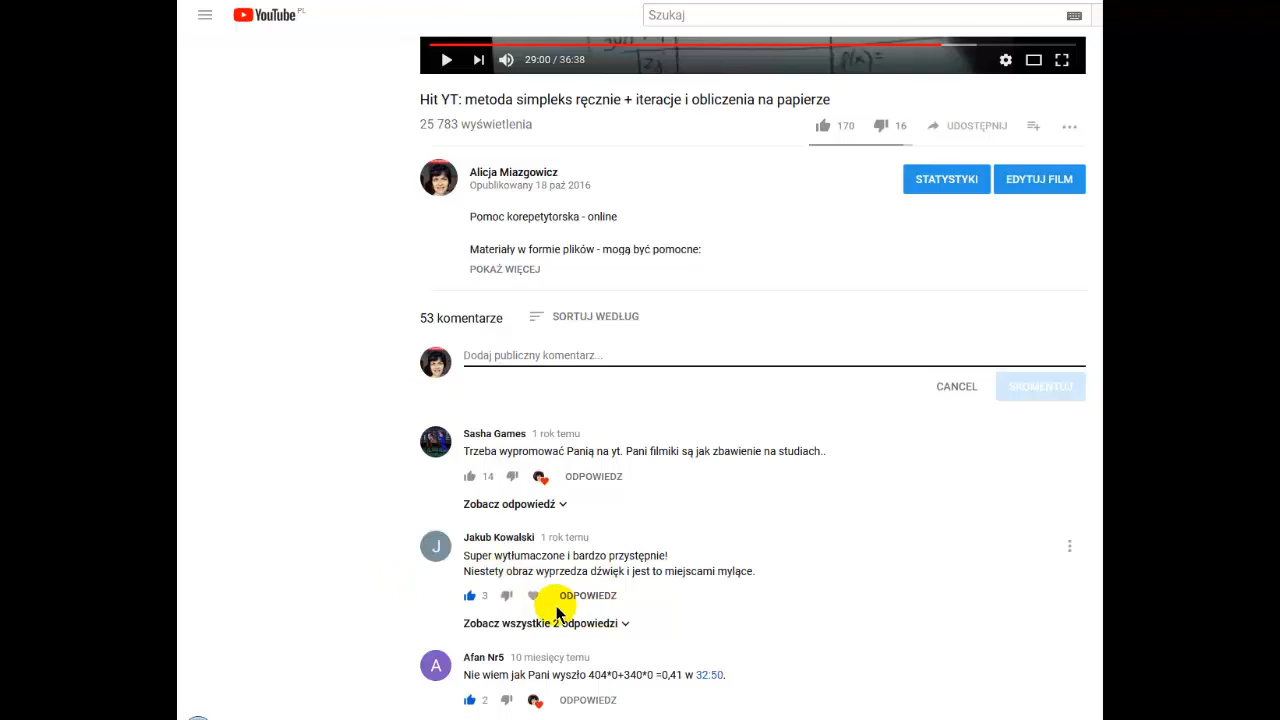 YouTube PL
Szukaj
29:00 / 36:38
Hit YT: metoda simpleks ręcznie + iteracje i obliczenia na papierze
25 783 wyświetlenia
170
16
UDOSTĘPNIJ
Alicja Miazgowicz
Opublikowany 18 paź 2016
STATYSTYKI
EDYTUJ FILM
Pomoc korepetytorska - online
Materiały w formie plików - mogą być pomocne:
POKAŻ WIĘCEJ
53 komentarze
SORTUJ WEDŁUG
Dodaj publiczny komentarz...
CANCEL
SKOMENTUJ
Sasha Games 1 rok temu
Trzeba wypromować Panią na yt. Pani filmiki są jak zbawienie na studiach..
14
ODPOWIEDZ
Zobacz odpowiedź
J
Jakub Kowalski 1 rok temu
Super wytłumaczone i bardzo przystępnie!
Niestety obraz wyprzedza dźwięk i jest to miejscami mylące.
3
ODPOWIEDZ
Zobacz wszystkie 2 odpowiedzi
A
Afan Nr5 10 miesięcy temu
Nie wiem jak Pani wyszło 404*0+340*0 =0,41 w 32:50.
2
ODPOWIEDZ